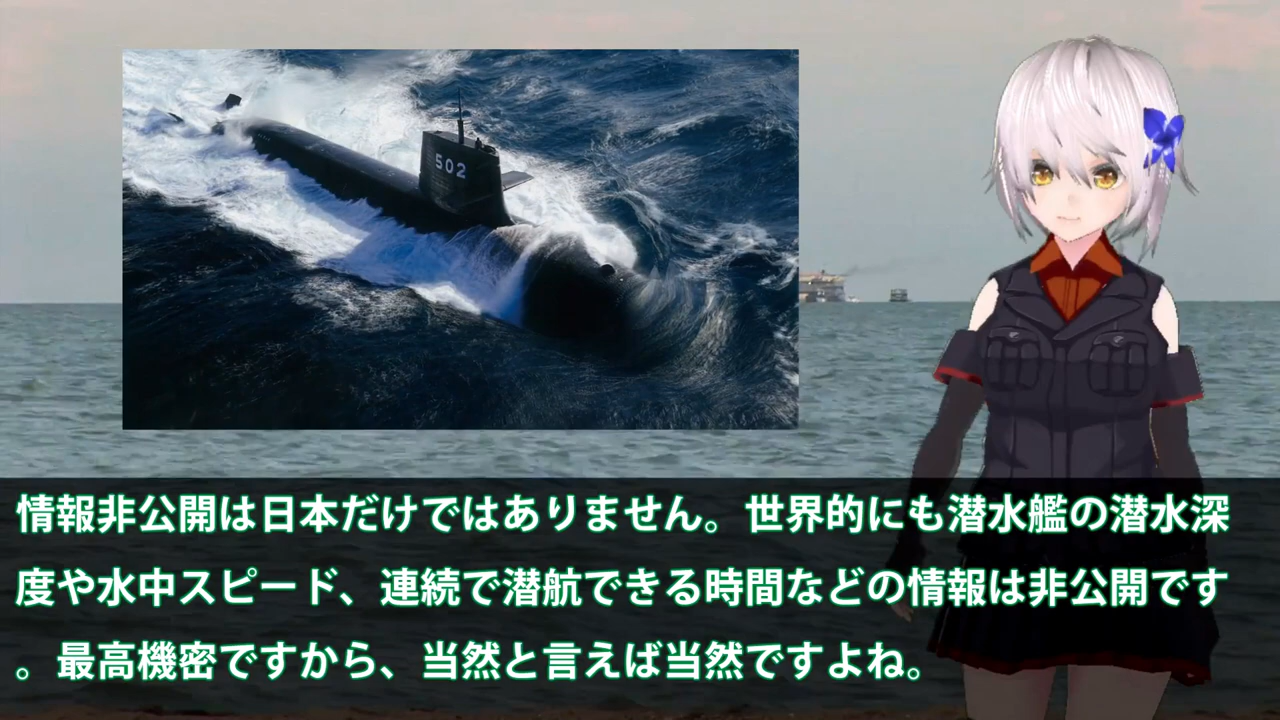 502
情報非公開は日本だけではありません。世界的にも潜水艦の潜水深
度や水中スピード、連続で潜航できる時間などの情報は非公開です
。最高機密ですから、当然と言えば当然ですよね。